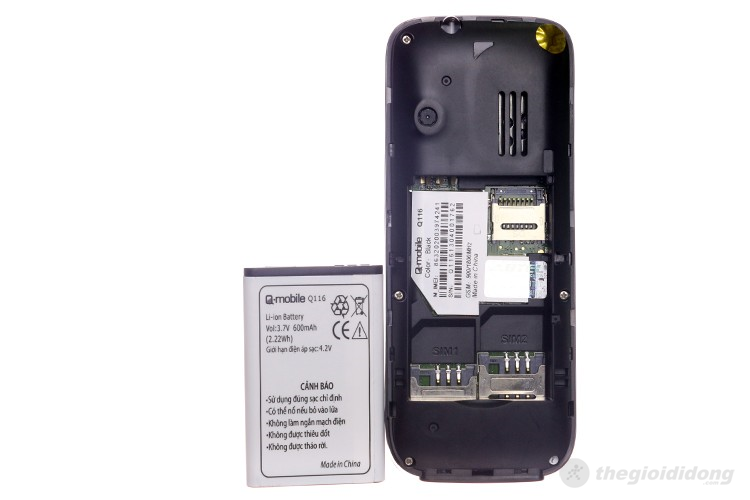 Q-mobile Q116
Li-ion Battery
Vol:3.7V 600mAh
(2.22Wh)
Giới hạn điện áp sạc:4.2V
CẢNH BÁO
•Sử dụng đúng sạc chỉ định
•Có thể nổ nếu bỏ vào lửa
•Không làm ngắn mạch điện
•Không được thiêu đốt
•Không được tháo rời.
Made in China
Q-mobile Q116
Color: Black
GSM: 900/1800MHz
Made in China
SIM1
SIM2
thegioididong
.com